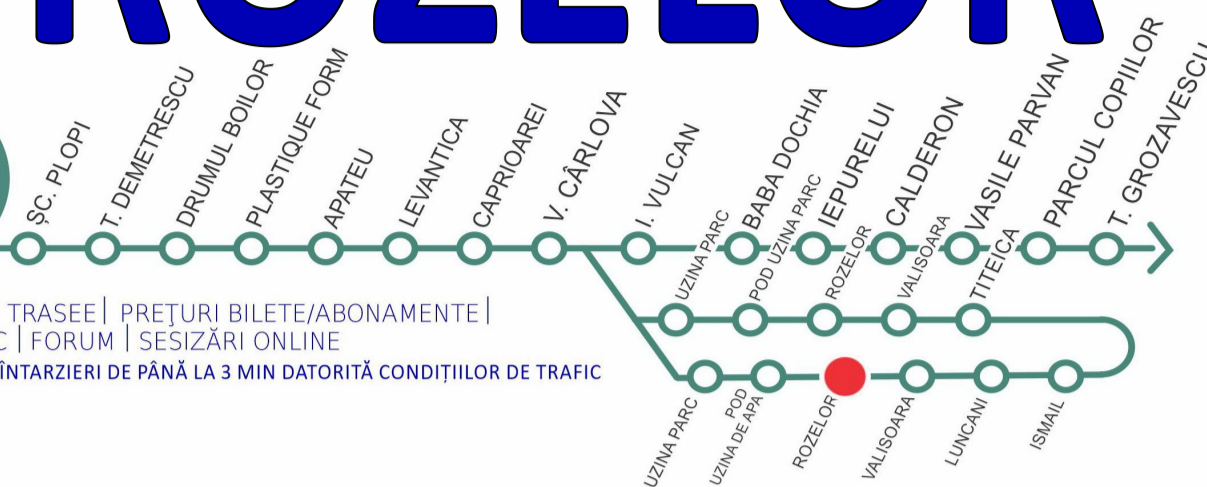 ROZELOR
ȘC. PLOPI
T. DEMETRESCU
DRUMUL BOILOR
PLASTIQUE FORM
APATEU
LEVANTICA
CAPRIOAREI
V. CÂRLOVA
I. VULCAN
BABA DOCHIA
IEPURELUI
CALDERON
VASILE PARVAN
PARCUL COPIILOR
T. GROZAVESCU
UZINA PARC
POD UZINA PARC
ROZELOR
VALISOARA
TITEICA
TRASEE| PREŢURI BILETE/ABONAMENTE|
C | FORUM | SESIZĂRI ONLINE
ÎNTARZIERI DE PÂNĂ LA 3 MIN DATORITĂ CONDIȚIILOR DE TRAFIC
UZINA PARC
POD
UZINA DE APA
ROZELOR
VALISOARA
LUNCANI
ISMAIL